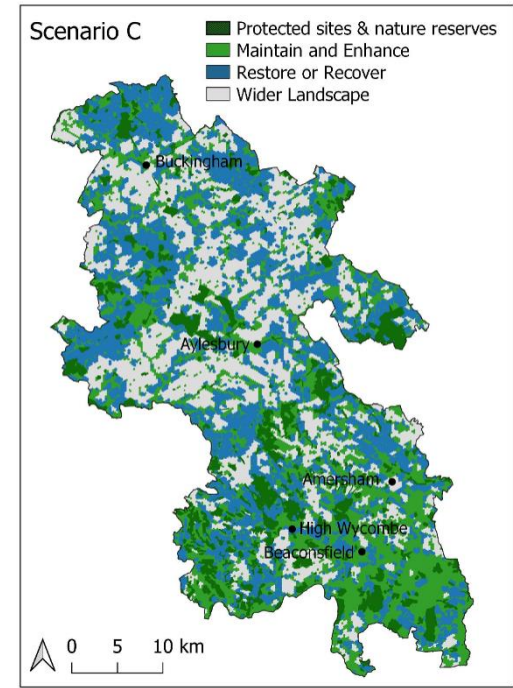 Scenario C
Protected sites & nature reserves
Maintain and Enhance
Restore or Recover
Wider Landscape
Buckingham
Aylesbury
Amersham
High Wycombe
Beaconsfield
0 5 10 km